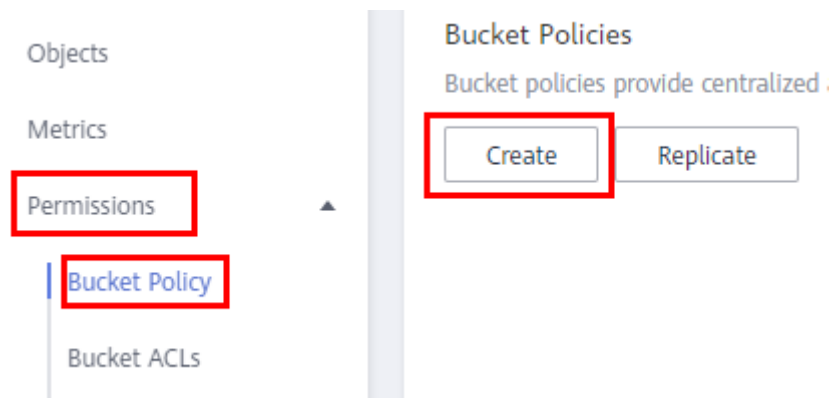 Objects
Metrics
Permissions
Bucket Policy
Bucket ACLs
Bucket Policies
Bucket policies provide centralized
Create Replicate